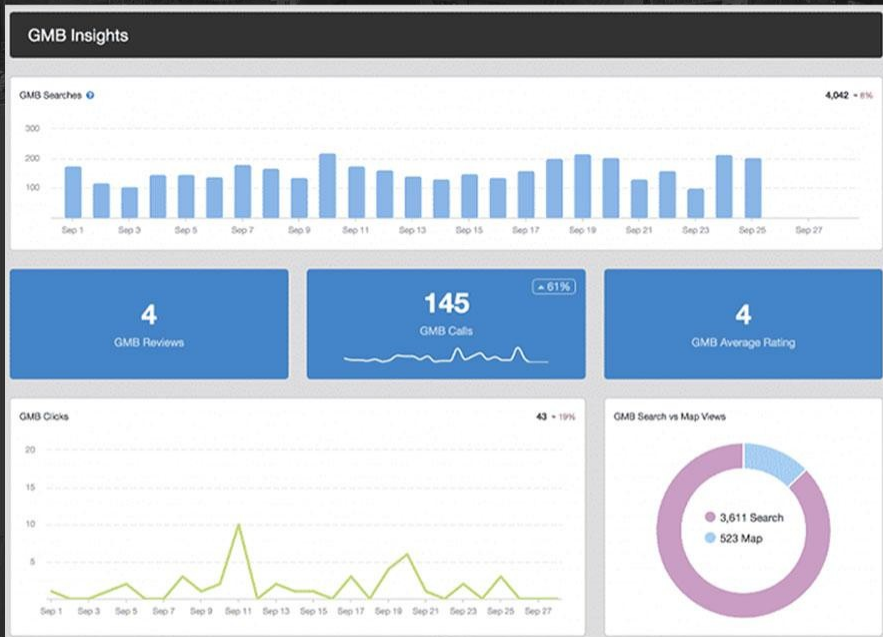 GMB Insights
GMB Searches
4,042 6%
300
200
100
Sep 1 Sep 3 Sep 5 Sep 7 Sep 9 Sep 11 Sep 13 Sep 15 Sep 17 Sep 19 Sep 21 Sep 23 Sep 25 Sep 27
4
GMB Reviews
61%
145
GMB Calls
4
GMB Average Rating
GMB Clicks
43 19%
20
15
10
5
Sep 1 Sep 3 Sep 5 Sep 7 Sep 9 Sep 11 Sep 13 Sep 15 Sep 17 Sep 19 Sep 21 Sep 23 Sep 25 Sep 27
GMB Search vs Map Views
3,611 Search
523 Map